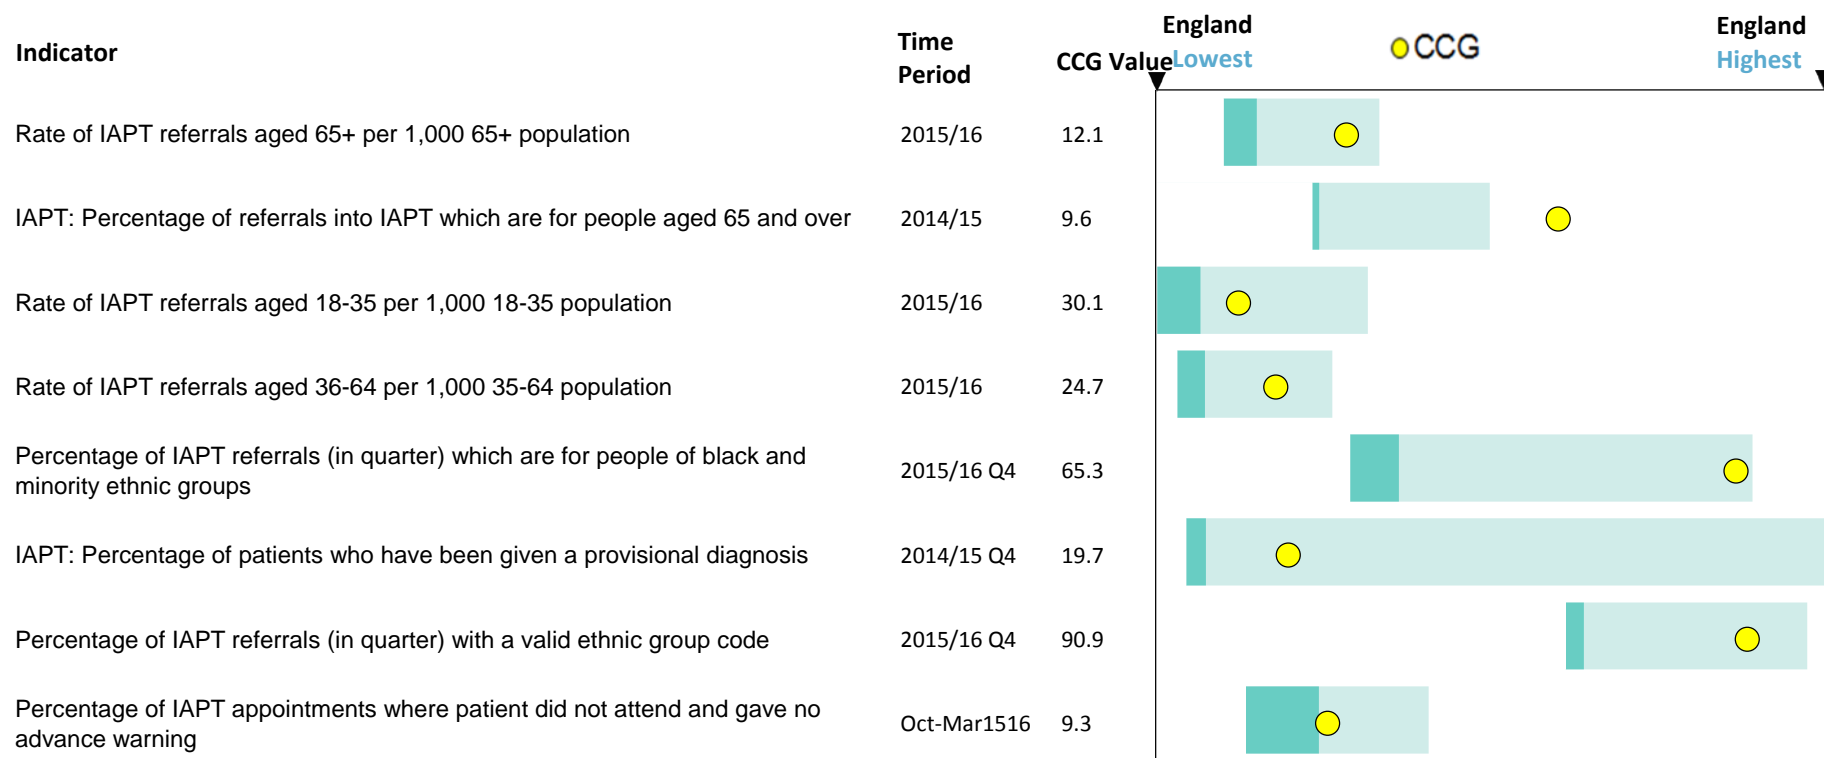 Indicator
Time
Period
CCG Value
England
Lowest
CCG
England
Highest
Rate of IAPT referrals aged 65+ per 1,000 65+ population
2015/16
12.1
IAPT: Percentage of referrals into IAPT which are for people aged 65 and over
2014/15
9.6
Rate of IAPT referrals aged 18-35 per 1,000 18-35 population
2015/16
30.1
Rate of IAPT referrals aged 36-64 per 1,000 35-64 population
2015/16
24.7
Percentage of IAPT referrals (in quarter) which are for people of black and
minority ethnic groups
2015/16 Q4
65.3
IAPT: Percentage of patients who have been given a provisional diagnosis
2014/15 Q4
19.7
Percentage of IAPT referrals (in quarter) with a valid ethnic group code
2015/16 Q4
90.9
Percentage of IAPT appointments where patient did not attend and gave no
advance warning
Oct-Mar1516
9.3